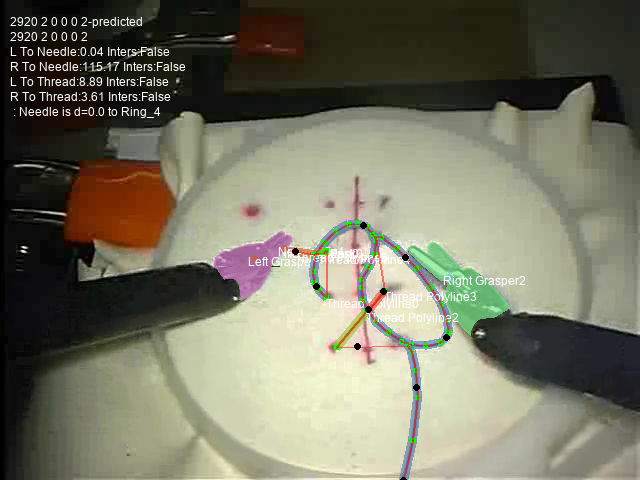 2920 2 0 0 0 2-predicted
2920 2 0 0 0 2
L To Needle:0.04 Inters:False
R To Needle:115.17 Inters:False
L To Thread:8.89 Inters:False
R To Thread:3.61 Inters:False
: Needle is d=0.0 to Ring_4
Left Grasper
Right Grasper2
Thread Polyline3
Thread Polyline2